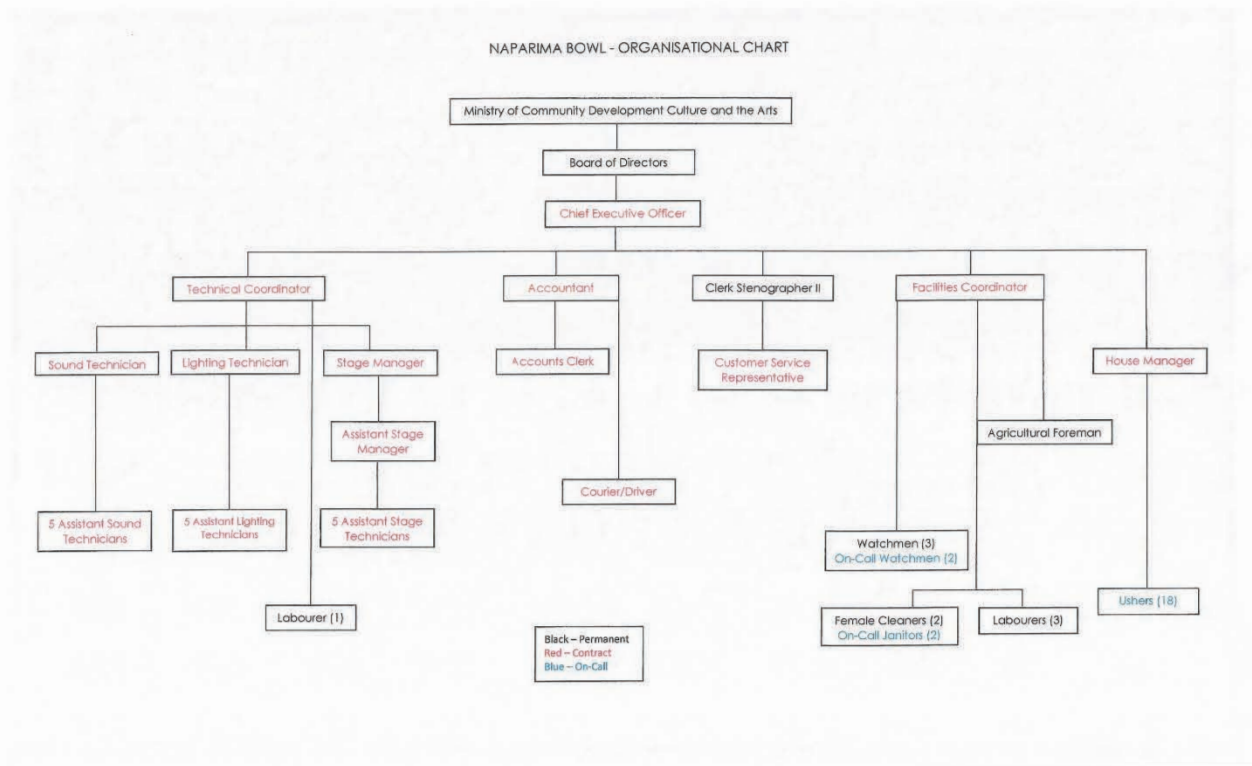 NAPARIMA BOWL - ORGANISATIONAL CHART
Ministry of Community Development Culture and the Arts
Board of Directors
Chief Executive Officer
Technical Coordinator
Accountant
Clerk Stenographer II
Facilities Coordinator
Sound Technician
Lighting Technician
Stage Manager
Accounts Clerk
Customer Service
Representative
House Manager
Assistant Stage
Manager
Agricultural Foreman
Courier/Driver
5 Assistant Sound
Technicians
5 Assistant Lighting
Technicians
5 Assistant Stage
Technicians
Watchmen (3)
On-Call Watchmen (2)
Ushers (18)
Labourer (1)
Female Cleaners (2)
On-Call Janitors (2)
Labourers (3)
Black – Permanent
Red – Contract
Blue – On-Call